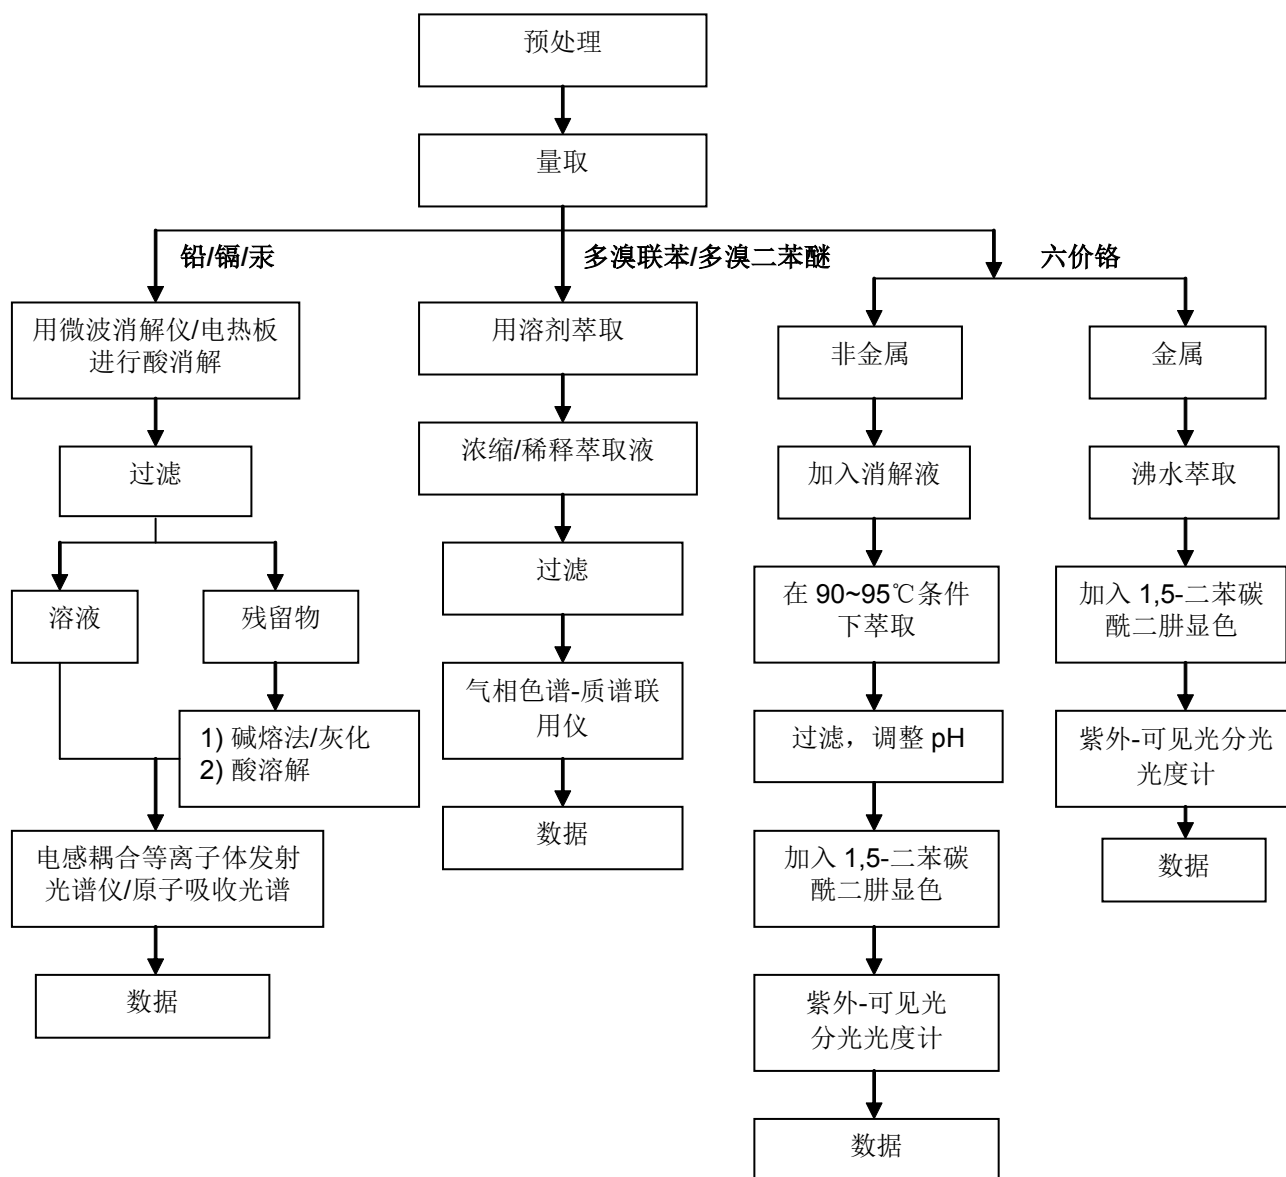 预处理
量取
铅/镉/汞
多溴联苯/多溴二苯醚
六价铬
用微波消解仪/电热板
进行酸消解
过滤
溶液
残留物
1) 碱熔法/灰化
2) 酸溶解
电感耦合等离子体发射
光谱仪/原子吸收光谱
数据
用溶剂萃取
浓缩/稀释萃取液
过滤
气相色谱-质谱联
用仪
数据
非金属
加入消解液
在 90~95℃条件
下萃取
过滤，调整 pH
加入 1,5-二苯碳
酰二肼显色
紫外-可见光
分光光度计
数据
金属
沸水萃取
加入 1,5-二苯碳
酰二肼显色
紫外-可见光分光
光度计
数据